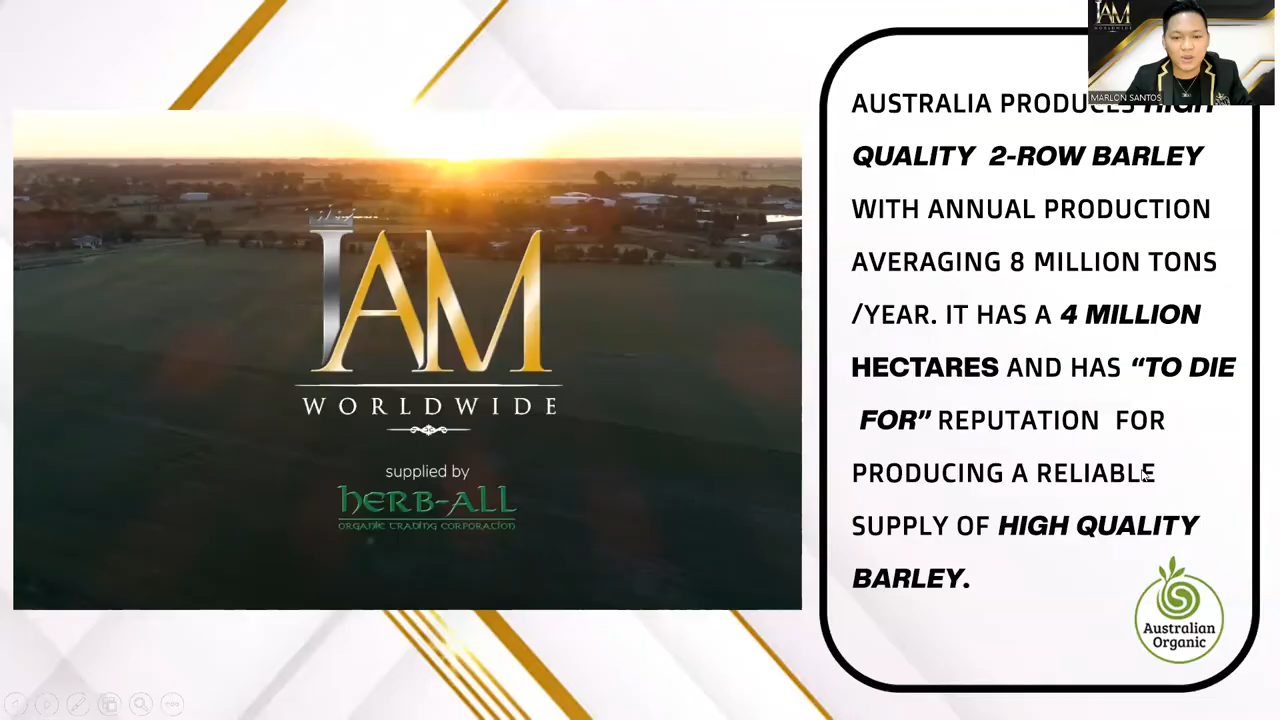 IAM
WORLDWIDE
supplied by
HERB-ALL
ORGANIC TRADING CORPORATION
IAM
WORLDWIDE
MARLON SANTOS
AUSTRALIA PRODUCES HIGH
QUALITY 2-ROW BARLEY
WITH ANNUAL PRODUCTION
AVERAGING 8 MILLION TONS
/YEAR. IT HAS A 4 MILLION
HECTARES AND HAS “TO DIE
FOR” REPUTATION FOR
PRODUCING A RELIABLE
SUPPLY OF HIGH QUALITY
BARLEY.
Australian
Organic